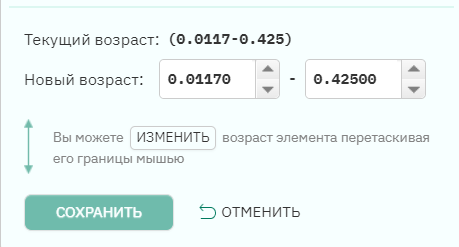 Текущий возраст: (0.0117-0.425)
Новый возраст: 0.01170 - 0.42500
Вы можете ИЗМЕНИТЬ возраст элемента перетаскивая
его границы мышью
СОХРАНИТЬ ОТМЕНИТЬ